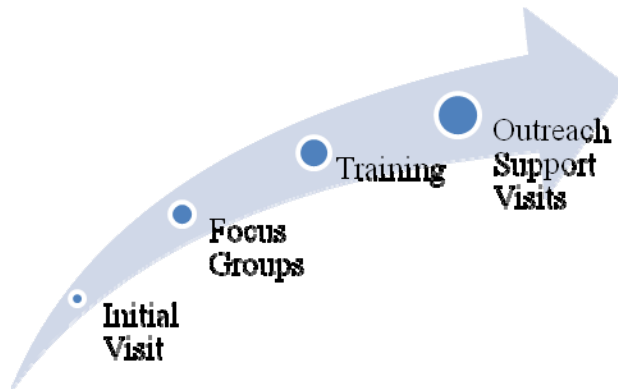 Initial
Visit
Focus
Groups
Training
Outreach
Support
Visits